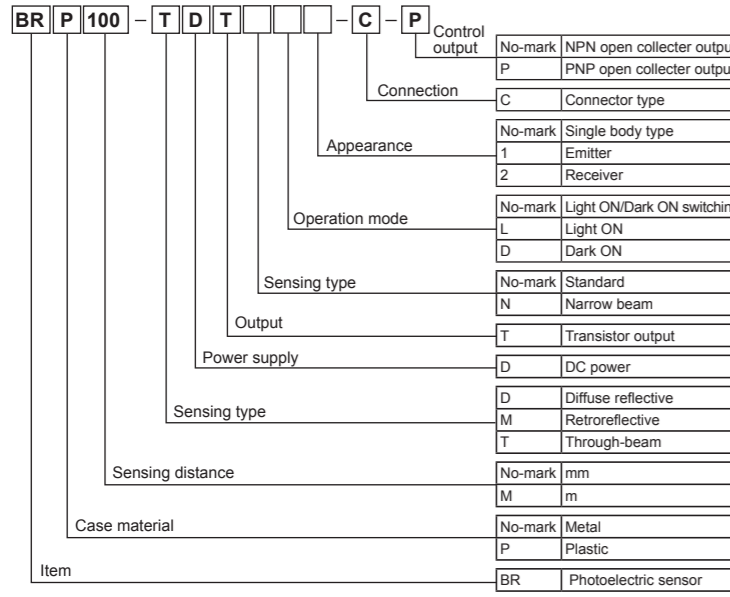 BR P 100 – T D T – C – P
Control output
No-mark NPN open collecter outpu
P PNP open collecter outpu
Connection
C Connector type
Appearance
No-mark Single body type
1 Emitter
2 Receiver
Operation mode
No-mark Light ON/Dark ON switchin
L Light ON
D Dark ON
Sensing type
No-mark Standard
N Narrow beam
Output
T Transistor output
Power supply
D DC power
Sensing type
D Diffuse reflective
M Retroreflective
T Through-beam
Sensing distance
No-mark mm
M m
Case material
No-mark Metal
P Plastic
Item
BR Photoelectric sensor